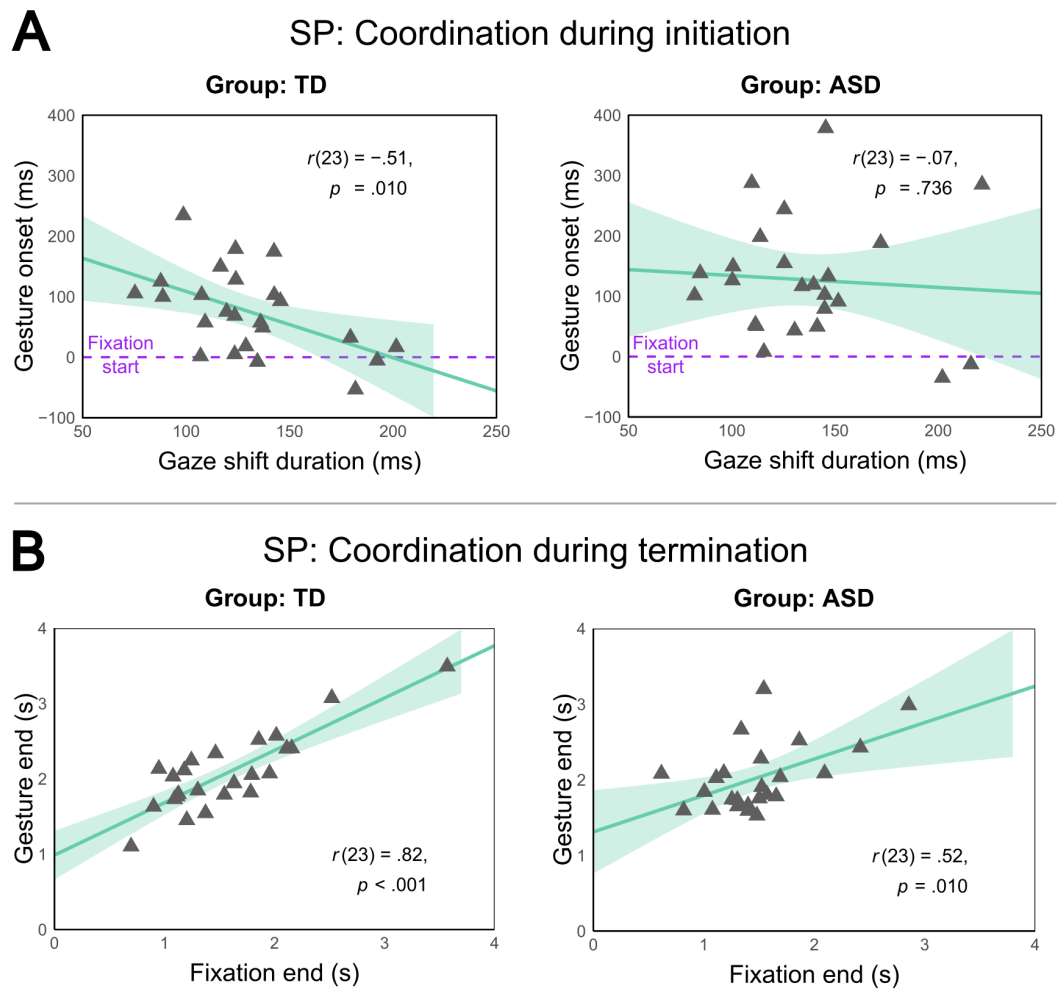 A
SP: Coordination during initiation
Group: TD
Group: ASD
Gesture onset (ms)
400
300
200
100
0
−100
r(23) = −.51,
p = .010
Fixation
start
50
100
150
200
250
Gaze shift duration (ms)
Gesture onset (ms)
400
300
200
100
0
−100
r(23) = −.07,
p = .736
Fixation
start
50
100
150
200
250
Gaze shift duration (ms)
B
SP: Coordination during termination
Group: TD
Group: ASD
Gesture end (s)
4
3
2
1
0
r(23) = .82,
p < .001
0
1
2
3
4
Fixation end (s)
Gesture end (s)
4
3
2
1
0
r(23) = .52,
p = .010
0
1
2
3
4
Fixation end (s)